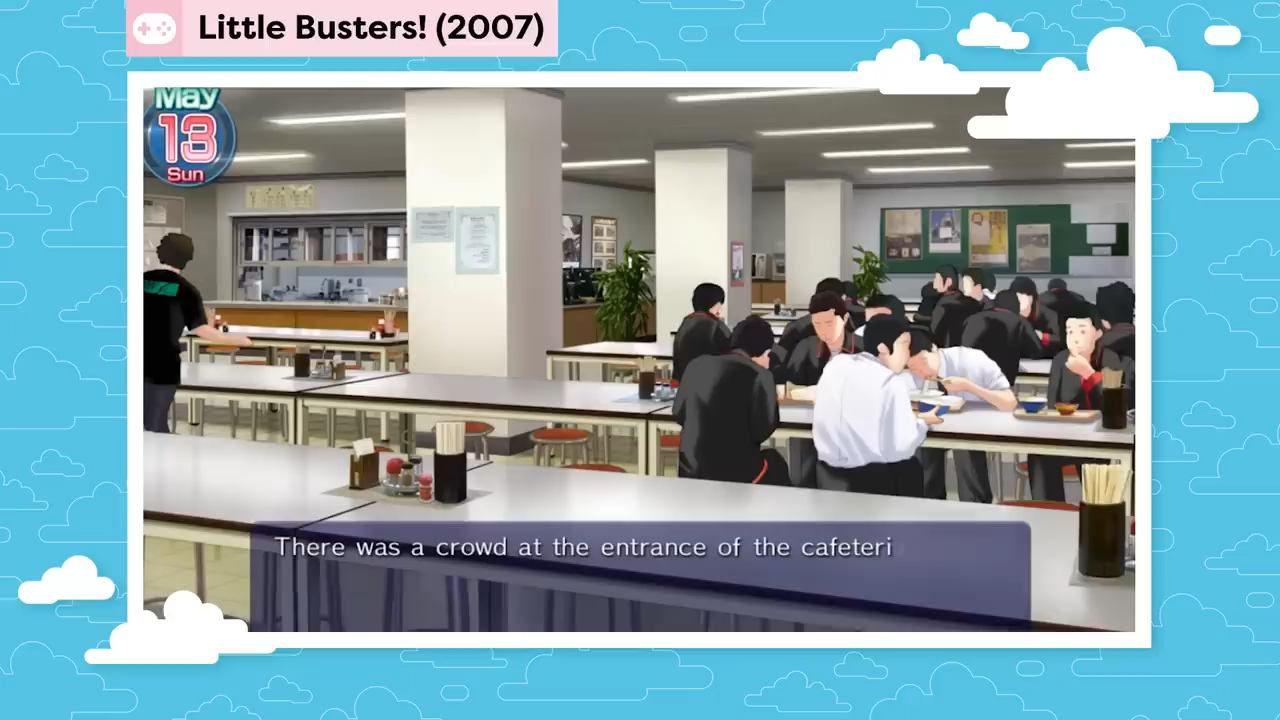 Little Busters! (2007)
May
13
Sun
There was a crowd at the entrance of the cafeteri